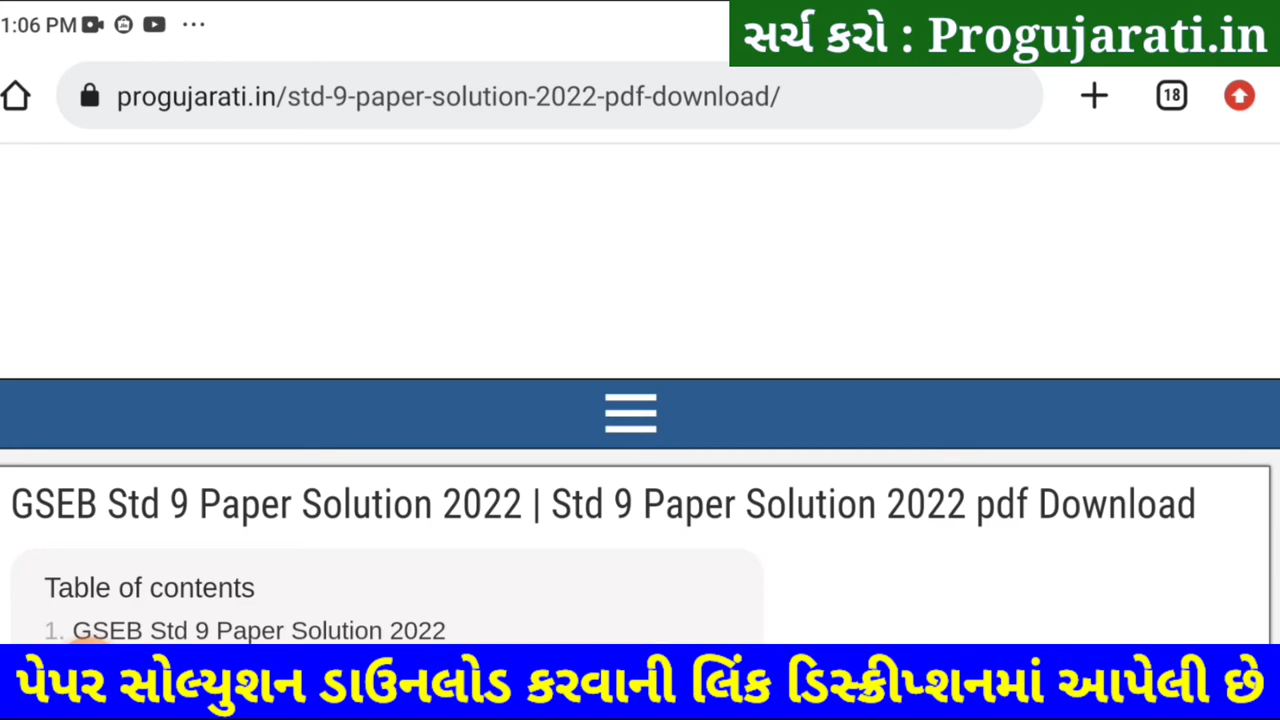 1:06 PM
સર્ચ કરો : Progujarati.in
progujarati.in/std-9-paper-solution-2022-pdf-download/
18
GSEB Std 9 Paper Solution 2022 | Std 9 Paper Solution 2022 pdf Download
Table of contents
1. GSEB Std 9 Paper Solution 2022
પેપર સોલ્યુશન ડાઉનલોડ કરવાની લિંક ડિસ્ક્રીપ્શનમાં આપેલી છે